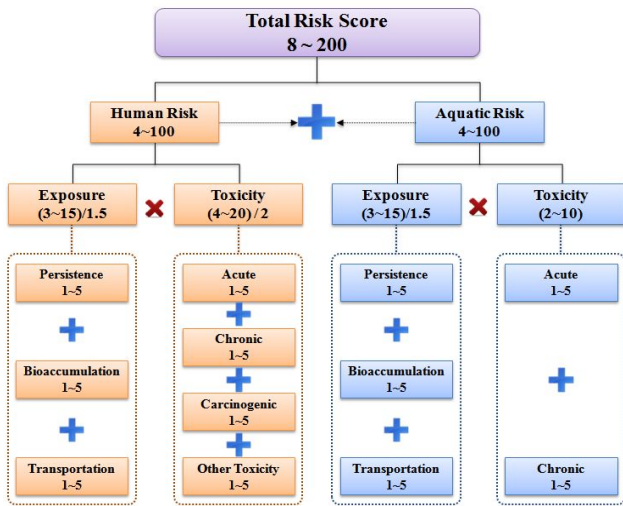 Total Risk Score
8 ~ 200
Human Risk
4~100
Aquatic Risk
4~100
Exposure
(3~15)/1.5
Toxicity
(4~20) / 2
Exposure
(3~15)/1.5
Toxicity
(2~10)
Persistence
1~5
Bioaccumulation
1~5
Transportation
1~5
Acute
1~5
Chronic
1~5
Carcinogenic
1~5
Other Toxicity
1~5
Persistence
1~5
Bioaccumulation
1~5
Transportation
1~5
Acute
1~5
Chronic
1~5